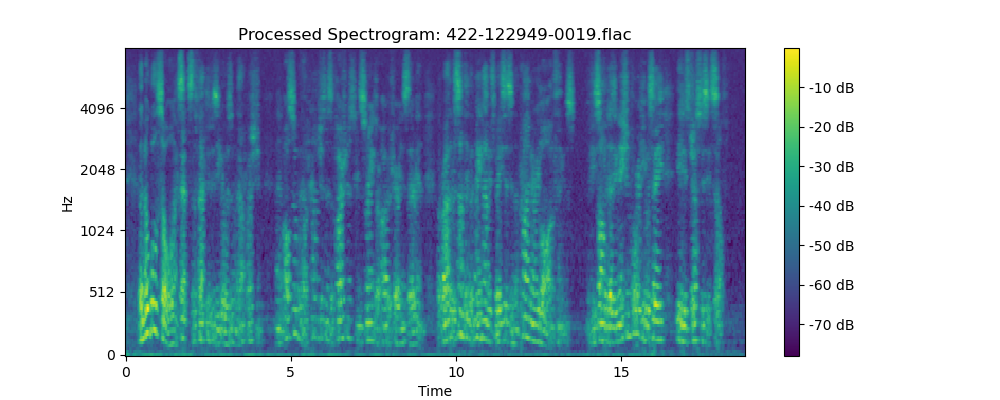 Processed Spectrogram: 422-122949-0019.flac
Hz
4096
2048
1024
512
0
0 5 10 15
Time
-10 dB
-20 dB
-30 dB
-40 dB
-50 dB
-60 dB
-70 dB